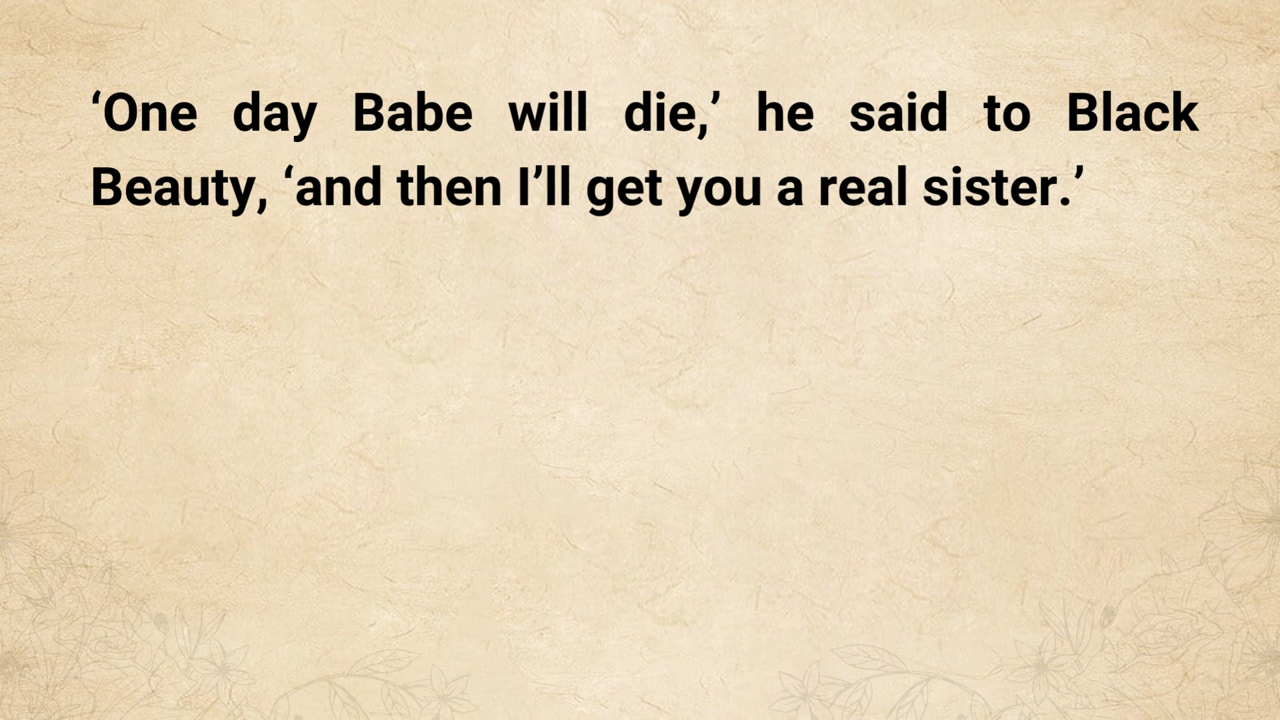 ‘One day Babe will die,’ he said to Black
Beauty, ‘and then I’ll get you a real sister.’